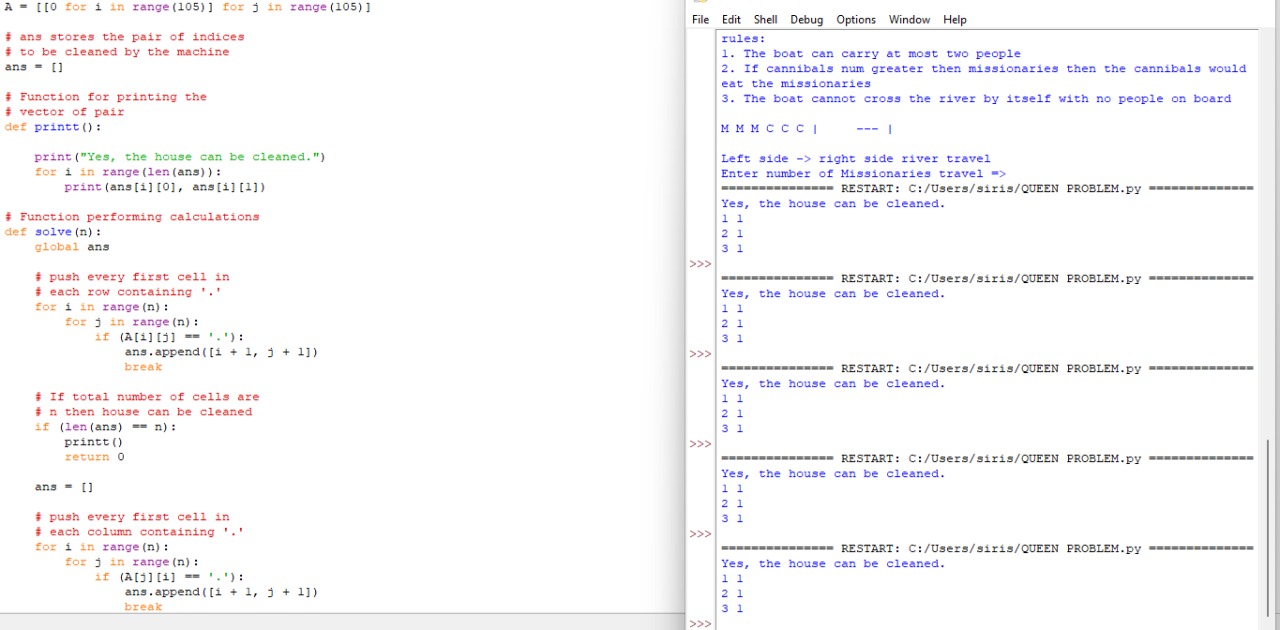 A = [[0 for i in range(105)] for j in range(105)]
# ans stores the pair of indices
# to be cleaned by the machine
ans = []
# Function for printing the
# vector of pair
def printt():
    print("Yes, the house can be cleaned.")
    for i in range(len(ans)):
        print(ans[i][0], ans[i][1])
# Function performing calculations
def solve(n):
    global ans
    # push every first cell in
    # each row containing '.'
    for i in range(n):
        for j in range(n):
            if (A[i][j] == '.'):
                ans.append([i + 1, j + 1])
                break
    # If total number of cells are
    # n then house can be cleaned
    if (len(ans) == n):
        printt()
        return 0
    ans = []
    # push every first cell in
    # each column containing '.'
    for i in range(n):
        for j in range(n):
            if (A[j][i] == '.'):
                ans.append([i + 1, j + 1])
                break
File Edit Shell Debug Options Window Help
rules:
1. The boat can carry at most two people
2. If cannibals num greater then missionaries then the cannibals would
eat the missionaries
3. The boat cannot cross the river by itself with no people on board
M M M C C C |     --- |
Left side -> right side river travel
Enter number of Missionaries travel =>
=============== RESTART: C:/Users/siris/QUEEN PROBLEM.py ==============
Yes, the house can be cleaned.
1 1
2 1
3 1
>>>
=============== RESTART: C:/Users/siris/QUEEN PROBLEM.py ==============
Yes, the house can be cleaned.
1 1
2 1
3 1
>>>
=============== RESTART: C:/Users/siris/QUEEN PROBLEM.py ==============
Yes, the house can be cleaned.
1 1
2 1
3 1
>>>
=============== RESTART: C:/Users/siris/QUEEN PROBLEM.py ==============
Yes, the house can be cleaned.
1 1
2 1
3 1
>>>
=============== RESTART: C:/Users/siris/QUEEN PROBLEM.py ==============
Yes, the house can be cleaned.
1 1
2 1
3 1
>>>